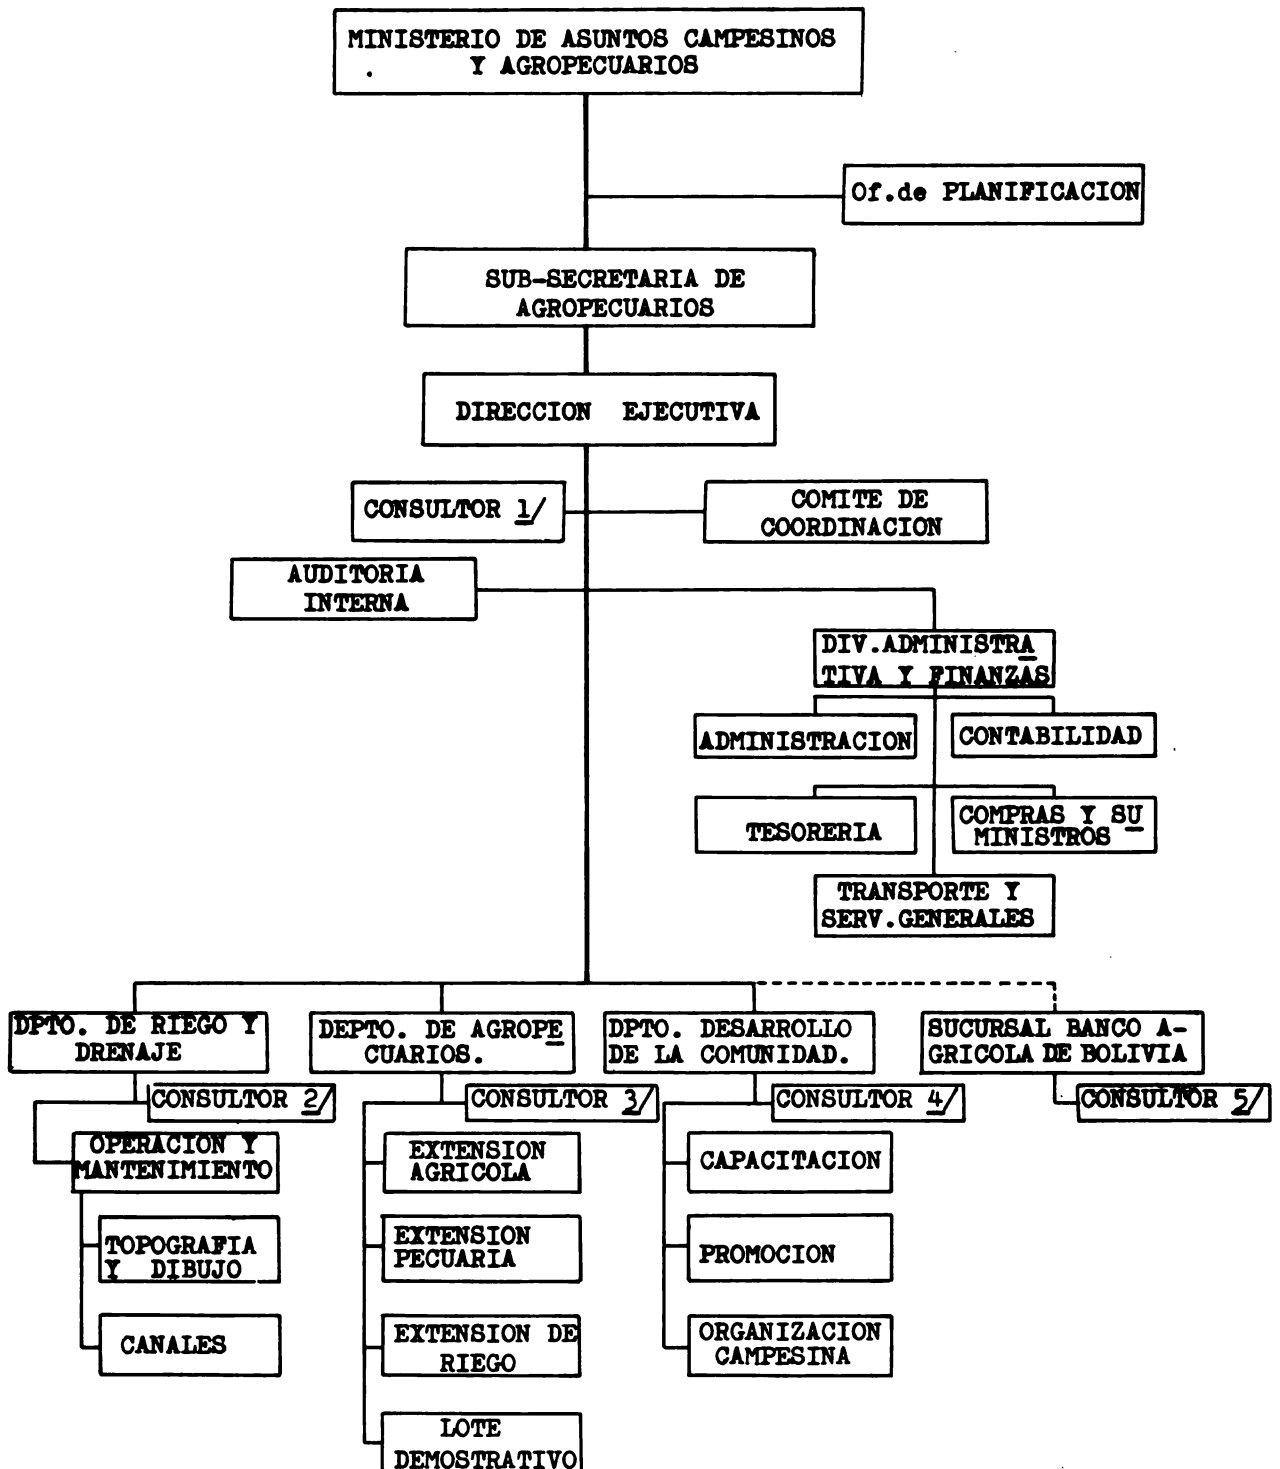 MINISTERIO DE ASUNTOS CAMPESINOS
Y AGROPECUARIOS
Of.de PLANIFICACION
SUB-SECRETARIA DE
AGROPECUARIOS
DIRECCION EJECUTIVA
CONSULTOR 1/
COMITE DE
COORDINACION
AUDITORIA
INTERNA
DIV.ADMINISTRA
TIVA Y FINANZAS
ADMINISTRACION
CONTABILIDAD
TESORERIA
COMPRAS Y SU
MINISTROS
TRANSPORTE Y
SERV.GENERALES
DPTO. DE RIEGO Y
DRENAJE
DEPTO. DE AGROPE
CUARIOS.
DPTO. DESARROLLO
DE LA COMUNIDAD.
SUCURSAL BANCO A-
GRICOLA DE BOLIVIA
CONSULTOR 2/
CONSULTOR 3/
CONSULTOR 4/
CONSULTOR 5/
OPERACION Y
MANTENIMIENTO
TOPOGRAFIA
Y DIBUJO
CANALES
EXTENSION
AGRICOLA
EXTENSION
PECUARIA
EXTENSION DE
RIEGO
LOTE
DEMOSTRATIVO
CAPACITACION
PROMOCION
ORGANIZACION
CAMPESINA